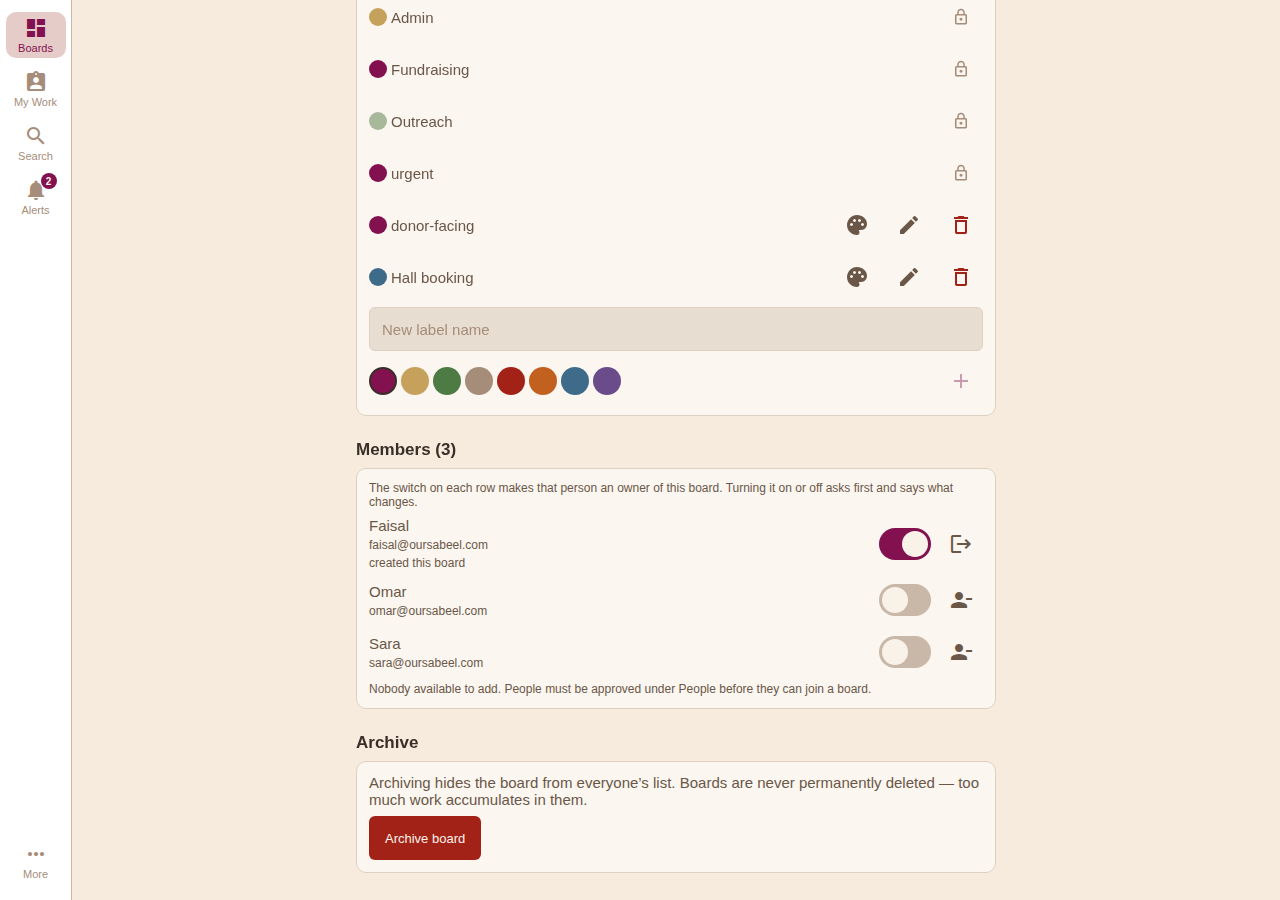 Boards
My Work
Search
2
Alerts
More
Admin
Fundraising
Outreach
urgent
donor-facing
Hall booking
New label name
Members (3)
The switch on each row makes that person an owner of this board. Turning it on or off asks first and says what
changes.
Faisal
faisal@oursabeel.com
created this board
Omar
omar@oursabeel.com
Sara
sara@oursabeel.com
Nobody available to add. People must be approved under People before they can join a board.
Archive
Archiving hides the board from everyone’s list. Boards are never permanently deleted — too
much work accumulates in them.
Archive board